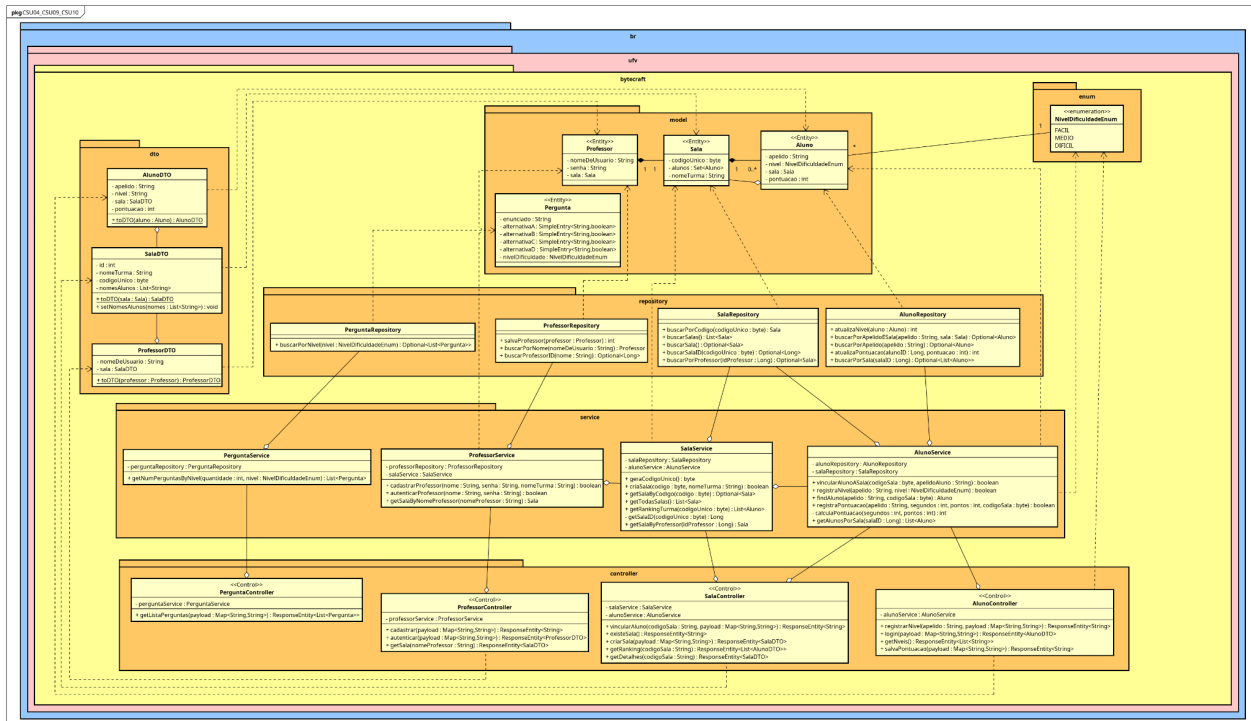 pkg CSU04_CSU09_CSU10
br
ufv
bytecraft
enum
<<enumeration>>
NivelDificuldadeEnum
FACIL
MEDIO
DIFICIL
1
*
model
<<Entity>>
Professor
- nomeDeUsuario : String
- senha : String
- sala : Sala
1
1
<<Entity>>
Sala
- codigoUnico : byte
- alunos : Set<Aluno>
- nomeTurma : String
1
0..*
<<Entity>>
Aluno
- apelido : String
- nivel : NivelDificuldadeEnum
- sala : Sala
- pontuacao : int
<<Entity>>
Pergunta
- enunciado : String
- alternativaA : SimpleEntry<String,boolean>
- alternativaB : SimpleEntry<String,boolean>
- alternativaC : SimpleEntry<String,boolean>
- alternativaD : SimpleEntry<String,boolean>
- nivelDificuldade : NivelDificuldadeEnum
dto
AlunoDTO
- apelido : String
- nivel : String
- sala : SalaDTO
- pontuacao : int
+ toDTO(aluno : Aluno) : AlunoDTO
SalaDTO
- id : int
- nomeTurma : String
- codigoUnico : byte
- nomesAlunos : List<String>
+ toDTO(sala : Sala) : SalaDTO
+ setNomesAlunos(nomes : List<String>) : void
ProfessorDTO
- nomeDeUsuario : String
- sala : SalaDTO
+ toDTO(professor : Professor) : ProfessorDTO
repository
PerguntaRepository
+ buscarPorNivel(nivel : NivelDificuldadeEnum) : Optional<List<Pergunta>>
ProfessorRepository
+ salvaProfessor(professor : Professor) : int
+ buscarPorNome(nomeDeUsuario : String) : Professor
+ buscarProfessorID(nome : String) : Optional<Long>
SalaRepository
+ buscarPorCodigo(codigoUnico : byte) : Sala
+ buscarSalas() : List<Sala>
+ buscarSala() : Optional<Sala>
+ buscarSalaID(codigoUnico : byte) : Optional<Long>
+ buscarPorProfessor(idProfessor : Long) : Optional<Sala>
AlunoRepository
+ atualizaNivel(aluno : Aluno) : int
+ buscarPorApelidoESala(apelido : String, sala : Sala) : Optional<Aluno>
+ buscarPorApelido(apelido : String) : Optional<Aluno>
+ atualizaPontuacao(alunoID : Long, pontuacao : int) : int
+ buscarPorSala(salaID : Long) : Optional<List<Aluno>>
service
PerguntaService
- perguntaRepository : PerguntaRepository
+ getNumPerguntasByNivel(quantidade : int, nivel : NivelDificuldadeEnum) : List<Pergunta>
ProfessorService
- professorRepository : ProfessorRepository
- salaService : SalaService
+ cadastrarProfessor(nome : String, senha : String, nomeTurma : String) : boolean
+ autenticarProfessor(nome : String, senha : String) : boolean
+ getSalaByNomeProfessor(nomeProfessor : String) : Sala
SalaService
- salaRepository : SalaRepository
- alunoService : AlunoService
+ geraCodigoUnico() : byte
+ criaSala(codigo : byte, nomeTurma : String) : boolean
+ getSalaByCodigo(codigo : byte) : Optional<Sala>
+ getTodasSalas() : List<Sala>
+ getRankingTurma(codigoUnico : byte) : List<Aluno>
- getSalaID(codigoUnico : byte) : Long
+ getSalaByProfessor(idProfessor : Long) : Sala
AlunoService
- alunoRepository : AlunoRepository
- salaRepository : SalaRepository
+ vincularAlunoASala(codigoSala : byte, apelidoAluno : String) : boolean
+ registraNivel(apelido : String, nivel : NivelDificuldadeEnum) : boolean
+ findAluno(apelido : String, codigoSala : byte) : Aluno
+ registraPontuacao(apelido : String, segundos : int, pontos : int, codigoSala : byte) : boolean
- calculaPontuacao(segundos : int, pontos : int) : int
+ getAlunosPorSala(salaID : Long) : List<Aluno>
controller
<<Control>>
PerguntaController
- perguntaService : PerguntaService
+ getListaPerguntas(payload : Map<String,String>) : ResponseEntity<List<Pergunta>>
<<Control>>
ProfessorController
- professorService : ProfessorService
+ cadastrar(payload : Map<String,String>) : ResponseEntity<String>
+ autenticar(payload : Map<String,String>) : ResponseEntity<ProfessorDTO>
+ getSala(nomeProfessor : String) : ResponseEntity<SalaDTO>
<<Control>>
SalaController
- salaService : SalaService
- alunoService : AlunoService
+ vincularAluno(codigoSala : String, payload : Map<String,String>) : ResponseEntity<String>
+ existeSala() : ResponseEntity<String>
+ criarSala(payload : Map<String,String>) : ResponseEntity<SalaDTO>
+ getRanking(codigoSala : String) : ResponseEntity<List<AlunoDTO>>
+ getDetalhes(codigoSala : String) : ResponseEntity<SalaDTO>
<<Control>>
AlunoController
- alunoService : AlunoService
+ registrarNivel(apelido : String, payload : Map<String,String>) : ResponseEntity<String>
+ login(payload : Map<String,String>) : ResponseEntity<AlunoDTO>
+ getNiveis() : ResponseEntity<List<String>>
+ salvaPontuacao(payload : Map<String,String>) : ResponseEntity<String>